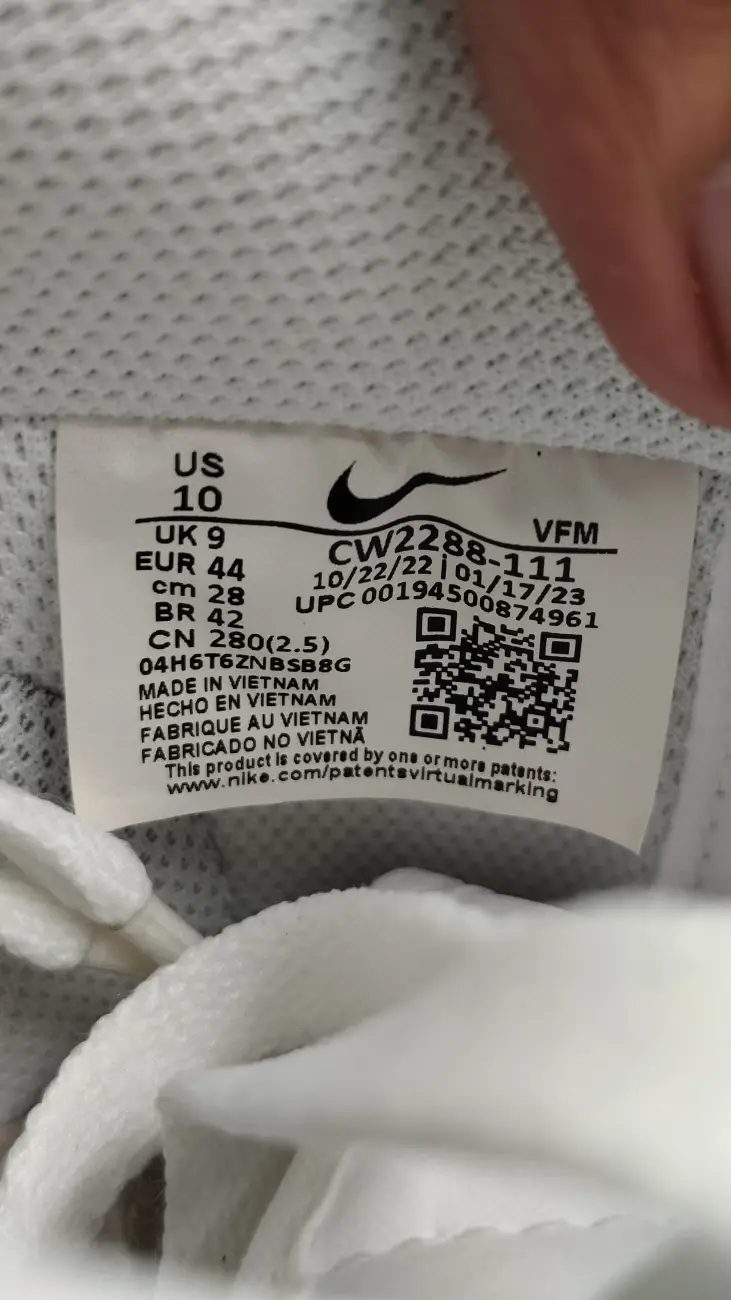 US
10
VFM
UK 9
EUR 44
cm 28
BR 42
CN 280(2.5)
CW2288-111
10/22/22 | 01/17/23
UPC 00194500874961
04H6T6ZNBSB8G
MADE IN VIETNAM
HECHO EN VIETNAM
FABRIQUE AU VIETNAM
FABRICADO NO VIETNÃ
This product is covered by one or more patents:
www.nike.com/patentsvirtualmarking